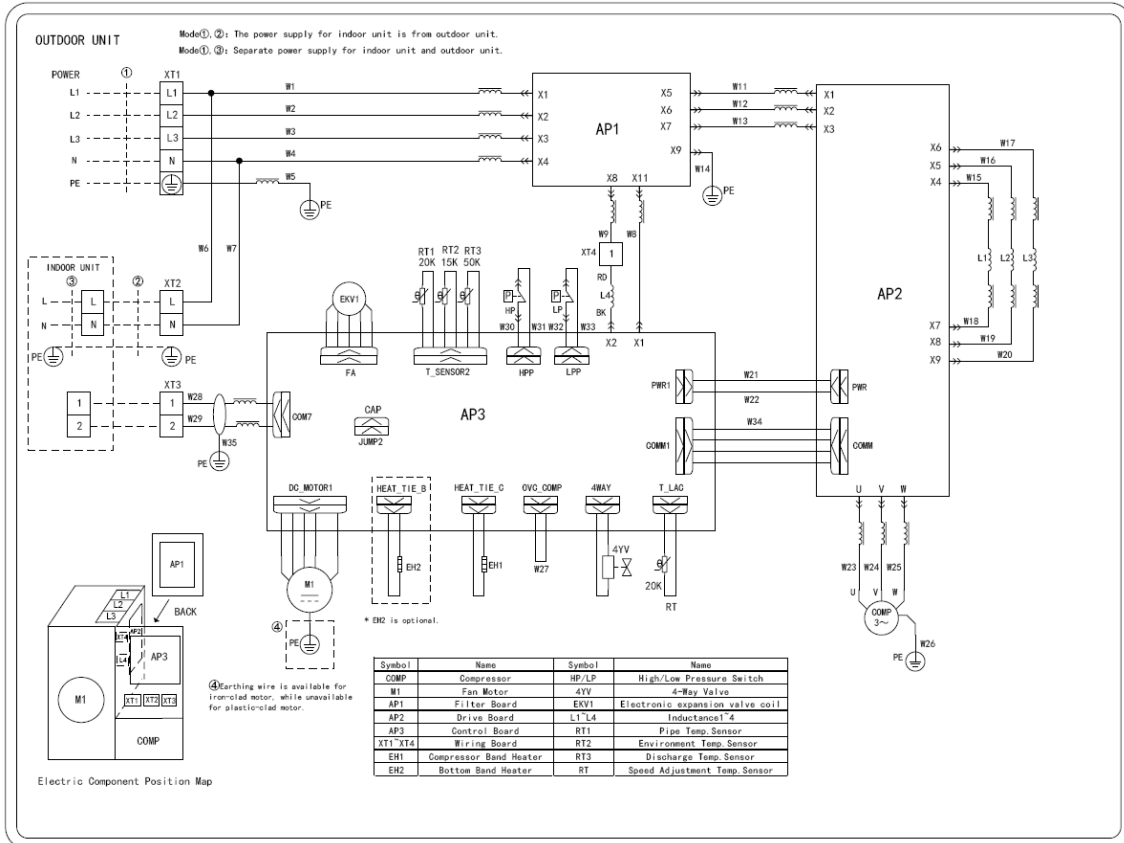 OUTDOOR UNIT
Mode①, ②: The power supply for indoor unit is from outdoor unit.
Mode①, ③: Separate power supply for indoor unit and outdoor unit.
POWER ① XT1
L1 L1 W1 X1
L2 L2 W2 X2
L3 L3 W3 X3
N N W4 X4
PE W5 PE
AP1
X5 W11 X1
X6 W12 X2
X7 W13 X3
X9 W14 PE
X8 X11
W9 W8
XT4 1
RD
L4
BK
X2 X1
AP2
X6 W17
X5 W16
X4 W15
L1 L2 L3
X7 W18
X8 W19
X9 W20
W6 W7
INDOOR UNIT
③ ② XT2
L L L
N N N
PE PE
XT3
1 1 W28
2 2 W29
W35
PE
COM7
EKV1
FA
RT1 RT2 RT3
20K 15K 50K
θ θ θ
T_SENSOR2
P HP
W30 W31
HPP
P LP
W32 W33
LPP
CAP
JUMP2
AP3
PWR1 W21 PWR
W22
COMM1 W34 COMM
DC_MOTOR1 HEAT_TIE_B HEAT_TIE_C OVC_COMP 4WAY T_LAC
M1
④
PE
EH2
* EH2 is optional.
EH1
W27
4YV
θ
20K
RT
U V W
W23 W24 W25
U V W
COMP
3~
W26
PE
AP1
BACK
L1
L2
L3
XT4 AP2
L4
AP3
M1
XT1 XT2 XT3
COMP
Electric Component Position Map
④Earthing wire is available for
iron-clad motor, while unavailable
for plastic-clad motor.
Symbol Name Symbol Name
COMP Compressor HP/LP High/Low Pressure Switch
M1 Fan Motor 4YV 4-Way Valve
AP1 Filter Board EKV1 Electronic expansion valve coil
AP2 Drive Board L1~L4 Inductance1~4
AP3 Control Board RT1 Pipe Temp. Sensor
XT1~XT4 Wiring Board RT2 Environment Temp. Sensor
EH1 Compressor Band Heater RT3 Discharge Temp. Sensor
EH2 Bottom Band Heater RT Speed Adjustment Temp. Sensor